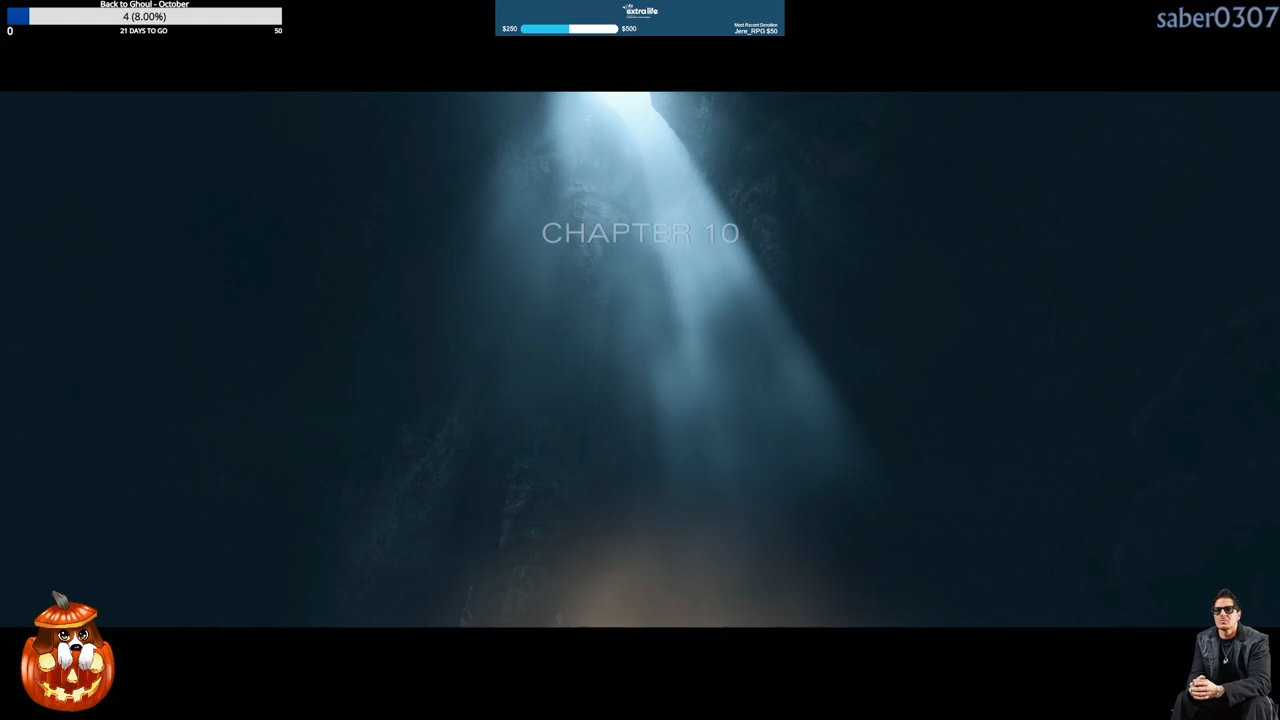 Back to Ghoul - October
4 (8.00%)
0
21 DAYS TO GO
50
extra life
$250
$500
Most Recent Donation
Jere_RPG $50
saber0307
CHAPTER 10